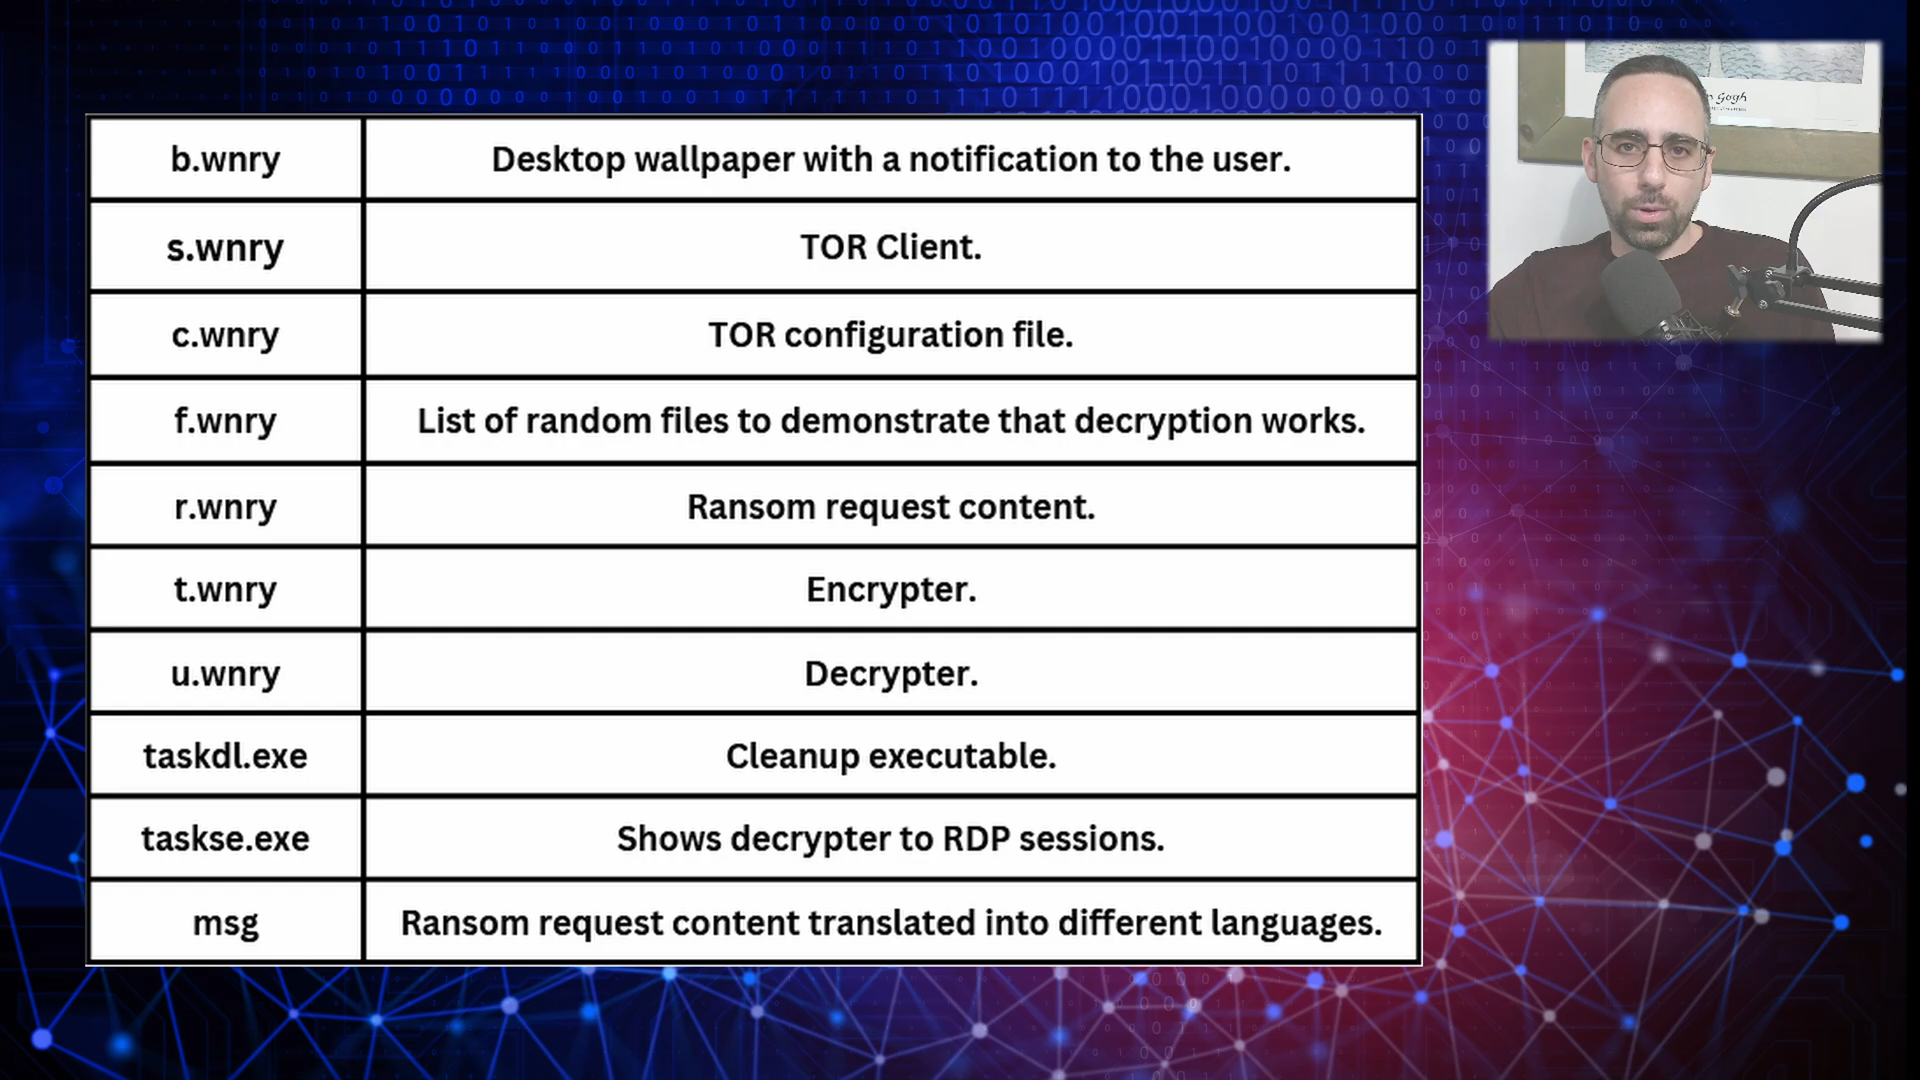 b.wnry Desktop wallpaper with a notification to the user.
s.wnry TOR Client.
c.wnry TOR configuration file.
f.wnry List of random files to demonstrate that decryption works.
r.wnry Ransom request content.
t.wnry Encrypter.
u.wnry Decrypter.
taskdl.exe Cleanup executable.
taskse.exe Shows decrypter to RDP sessions.
msg Ransom request content translated into different languages.
Gogh